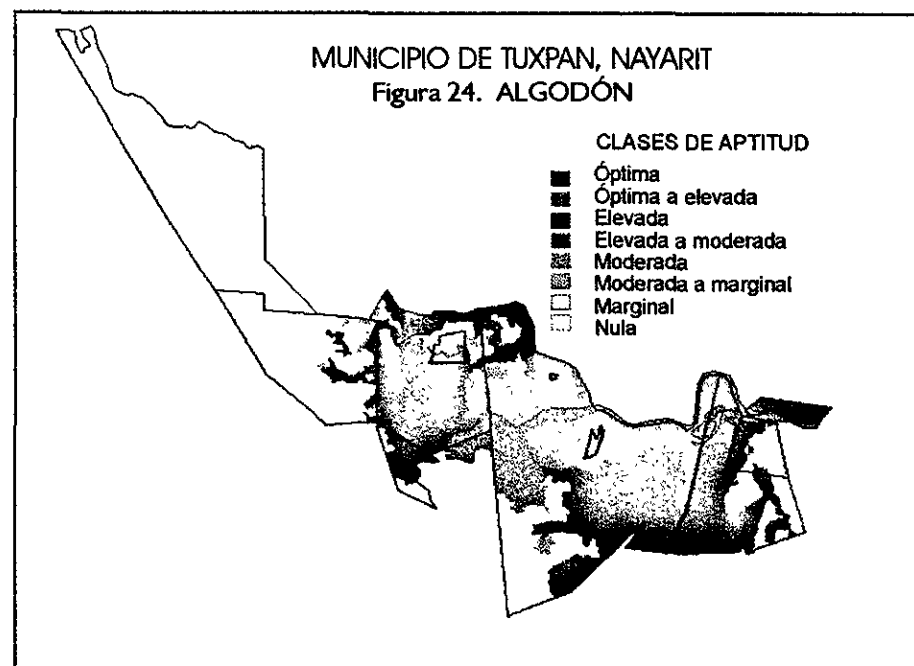 MUNICIPIO DE TUXPAN, NAYARIT
Figura 24. ALGODÓN
CLASES DE APTITUD
Óptima
Óptima a elevada
Elevada
Elevada a moderada
Moderada
Moderada a marginal
Marginal
Nula